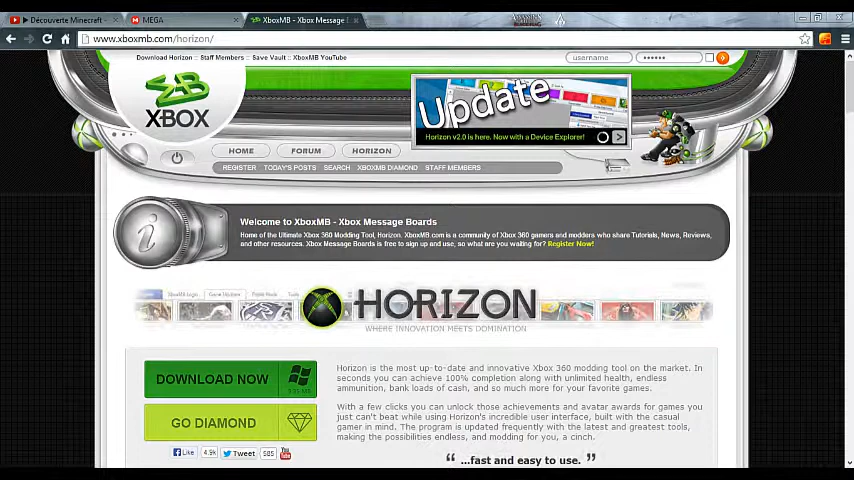 Découverte Minecraft -
MEGA
XboxMB - Xbox Message B
www.xboxmb.com/horizon/
Download Horizon :: Staff Members :: Save Vault :: XboxMB YouTube
username
XBOX
Update
Horizon v2.0 is here. Now with a Device Explorer!
HOME
FORUM
HORIZON
REGISTER TODAY'S POSTS SEARCH XBOXMB DIAMOND STAFF MEMBERS
Welcome to XboxMB - Xbox Message Boards
Home of the Ultimate Xbox 360 Modding Tool, Horizon. XboxMB.com is a community of Xbox 360 gamers and modders who share Tutorials, News, Reviews,
and other resources. Xbox Message Boards is free to sign up and use, so what are you waiting for? Register Now!
HORIZON
WHERE INNOVATION MEETS DOMINATION
DOWNLOAD NOW
GO DIAMOND
Like
4.9k
Tweet
585
You
Horizon is the most up-to-date and innovative Xbox 360 modding tool on the market. In
seconds you can achieve 100% completion along with unlimited health, endless
ammunition, bank loads of cash, and so much more for your favorite games.
With a few clicks you can unlock those achievements and avatar awards for games you
just can't beat while using Horizon's incredible user interface, built with the casual
gamer in mind. The program is updated frequently with the latest and greatest tools,
making the possibilities endless, and modding for you, a cinch.
“ ...fast and easy to use. ”